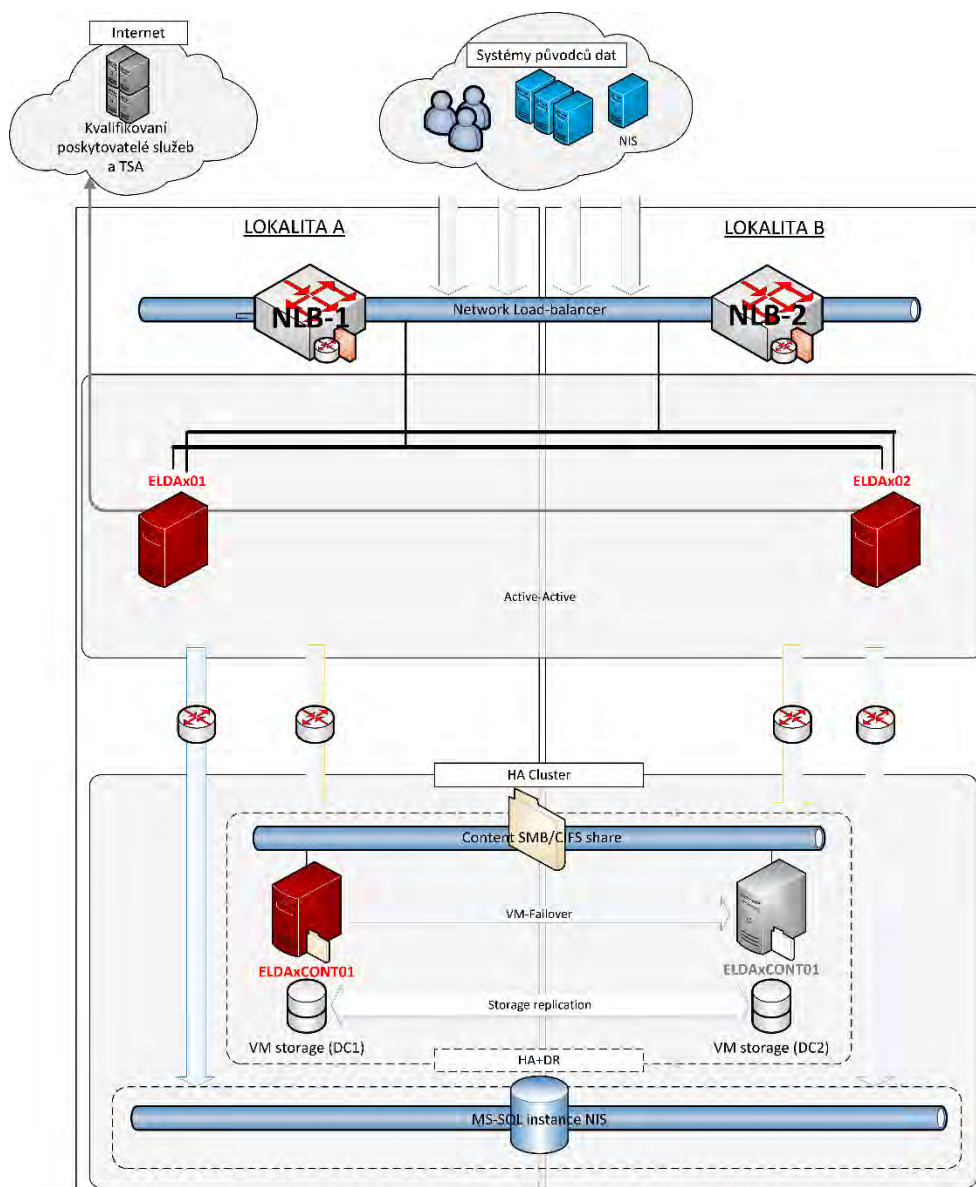 Internet
Kvalifikovaní
poskytovatelé služeb
a TSA
Systémy původců dat
NIS
LOKALITA A
LOKALITA B
NLB-1
Network Load-balancer
NLB-2
ELDAx01
ELDAx02
Active-Active
HA Cluster
Content SMB/CIFS share
VM-Failover
ELDAxCONT01
ELDAxCONT01
Storage replication
VM storage (DC1)
VM storage (DC2)
HA+DR
MS-SQL instance NIS